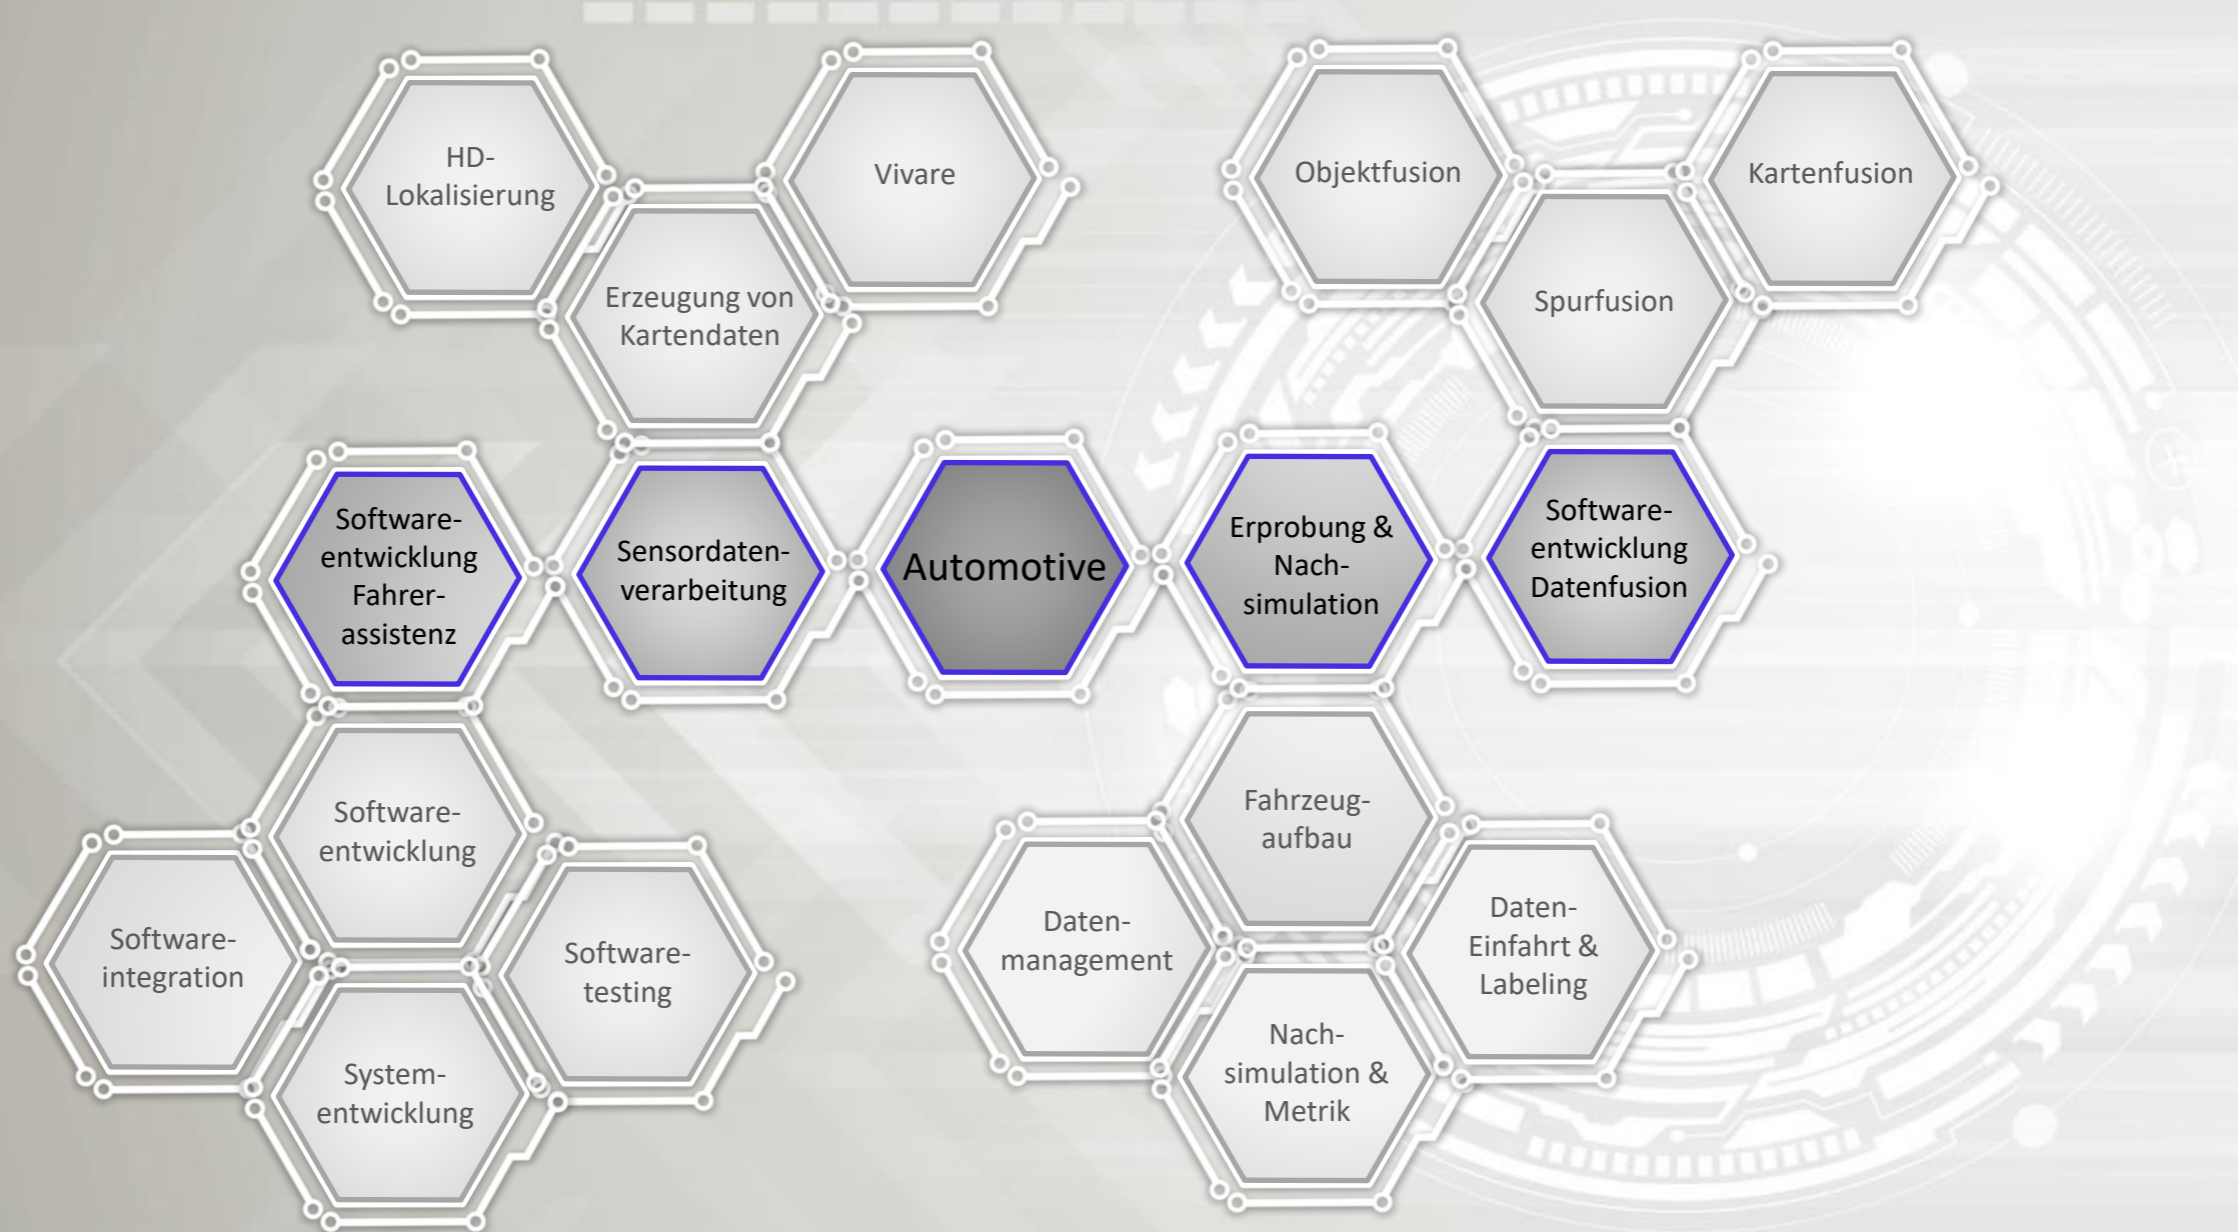 HD-
Lokalisierung
Vivare
Erzeugung von
Kartendaten
Objektfusion
Kartenfusion
Spurfusion
Software-
entwicklung
Fahrer-
assistenz
Sensordaten-
verarbeitung
Automotive
Erprobung &
Nach-
simulation
Software-
entwicklung
Datenfusion
Software-
entwicklung
Software-
integration
Software-
testing
System-
entwicklung
Fahrzeug-
aufbau
Daten-
management
Daten-
Einfahrt &
Labeling
Nach-
simulation &
Metrik